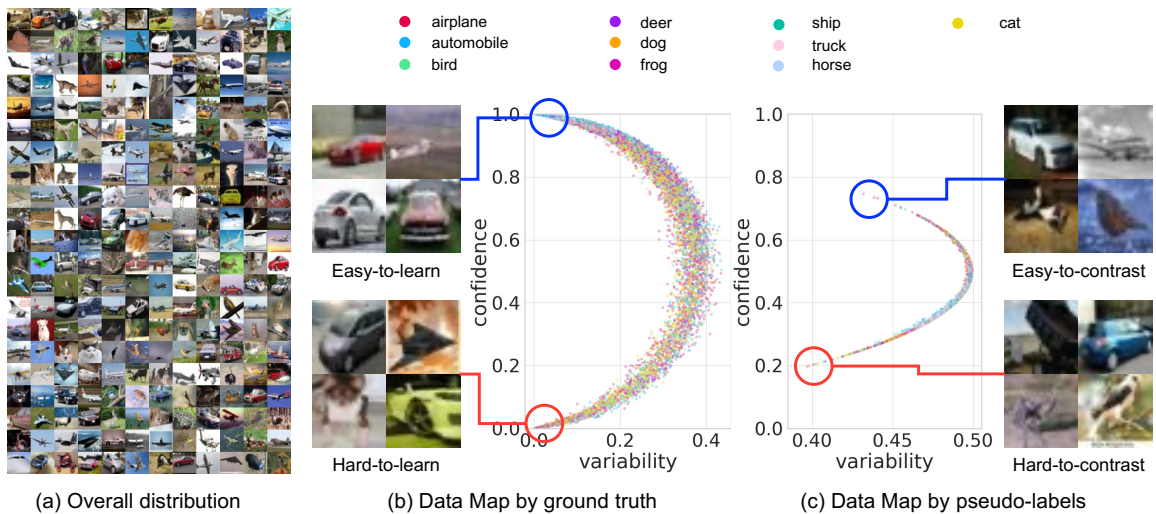 airplane
automobile
bird
deer
dog
frog
ship
truck
horse
cat
1.0
0.8
0.6
0.4
0.2
0.0
confidence
0.0
0.2
0.4
variability
Easy-to-learn
Hard-to-learn
1.0
0.8
0.6
0.4
0.2
0.0
confidence
0.40
0.45
0.50
variability
Easy-to-contrast
Hard-to-contrast
(a) Overall distribution
(b) Data Map by ground truth
(c) Data Map by pseudo-labels